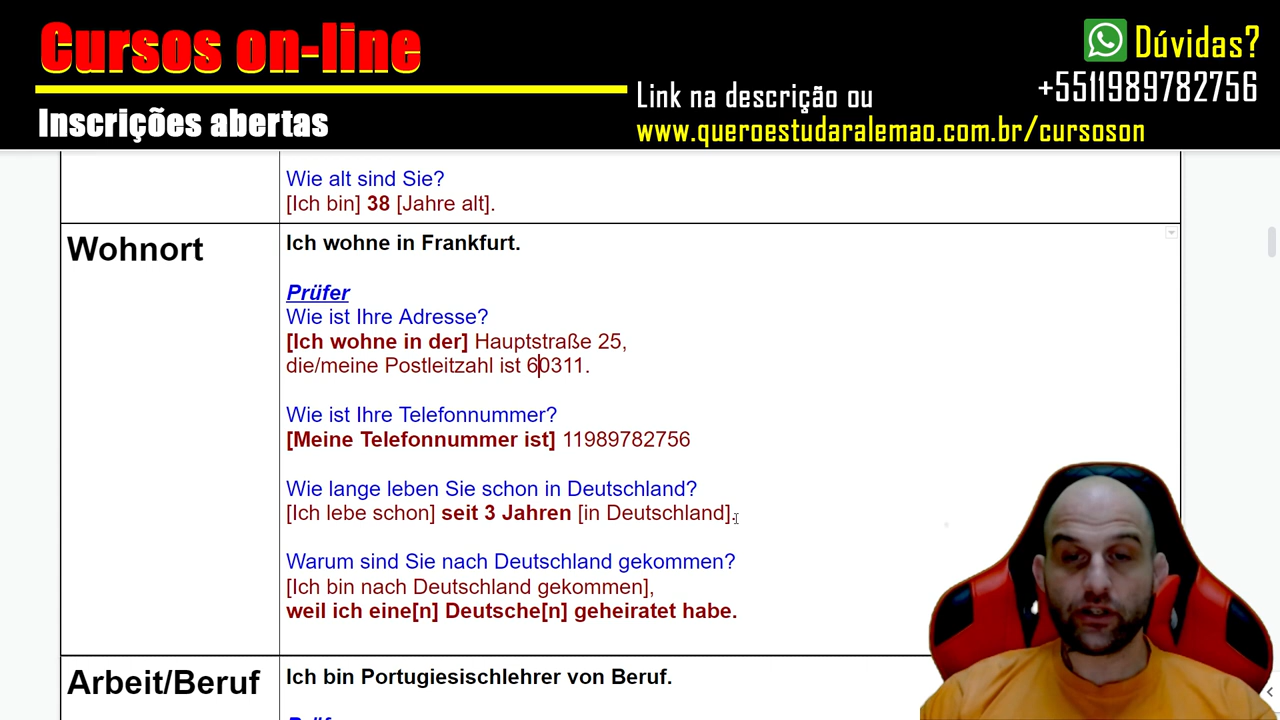 Cursos on-line
Inscrições abertas
Link na descrição ou
www.queroestudaralemao.com.br/cursoson
Dúvidas?
+5511989782756
Wie alt sind Sie?
[Ich bin] 38 [Jahre alt].
Wohnort
Ich wohne in Frankfurt.
Prüfer
Wie ist Ihre Adresse?
[Ich wohne in der] Hauptstraße 25,
die/meine Postleitzahl ist 60311.
Wie ist Ihre Telefonnummer?
[Meine Telefonnummer ist] 11989782756
Wie lange leben Sie schon in Deutschland?
[Ich lebe schon] seit 3 Jahren [in Deutschland].
Warum sind Sie nach Deutschland gekommen?
[Ich bin nach Deutschland gekommen],
weil ich eine[n] Deutsche[n] geheiratet habe.
Arbeit/Beruf
Ich bin Portugiesischlehrer von Beruf.